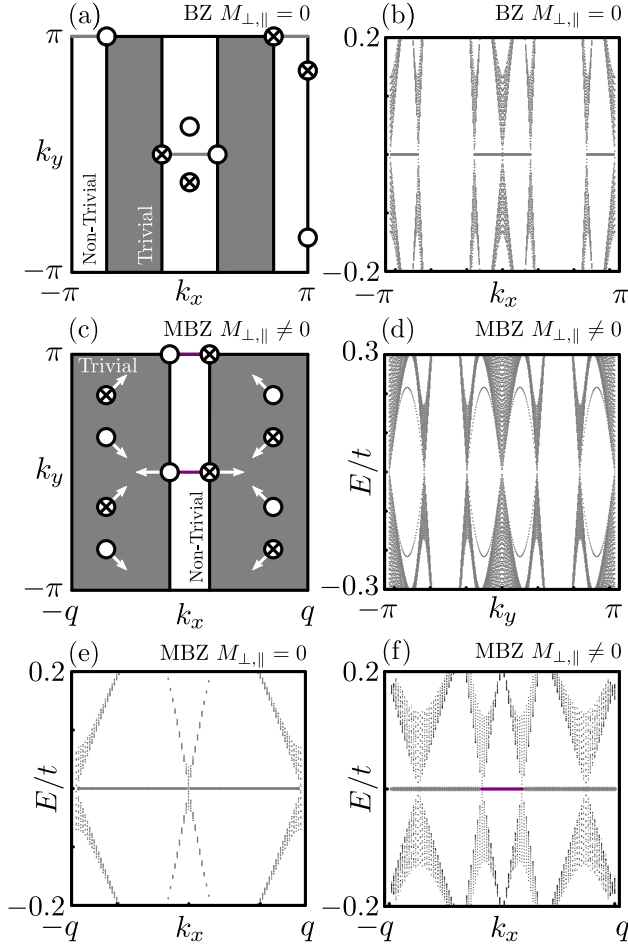 (a) BZ M⊥,∥ = 0
(b) BZ M⊥,∥ = 0
π
k_y
−π
Non-Trivial
Trivial
−π k_x π
0.2
−0.2
−π k_x π
(c) MBZ M⊥,∥ ≠ 0
(d) MBZ M⊥,∥ ≠ 0
π
k_y
−π
Trivial
Non-Trivial
−q k_x q
0.3
E/t
−0.3
−π k_y π
(e) MBZ M⊥,∥ = 0
(f) MBZ M⊥,∥ ≠ 0
0.2
E/t
−0.2
−q k_x q
0.2
E/t
−0.2
−q k_x q